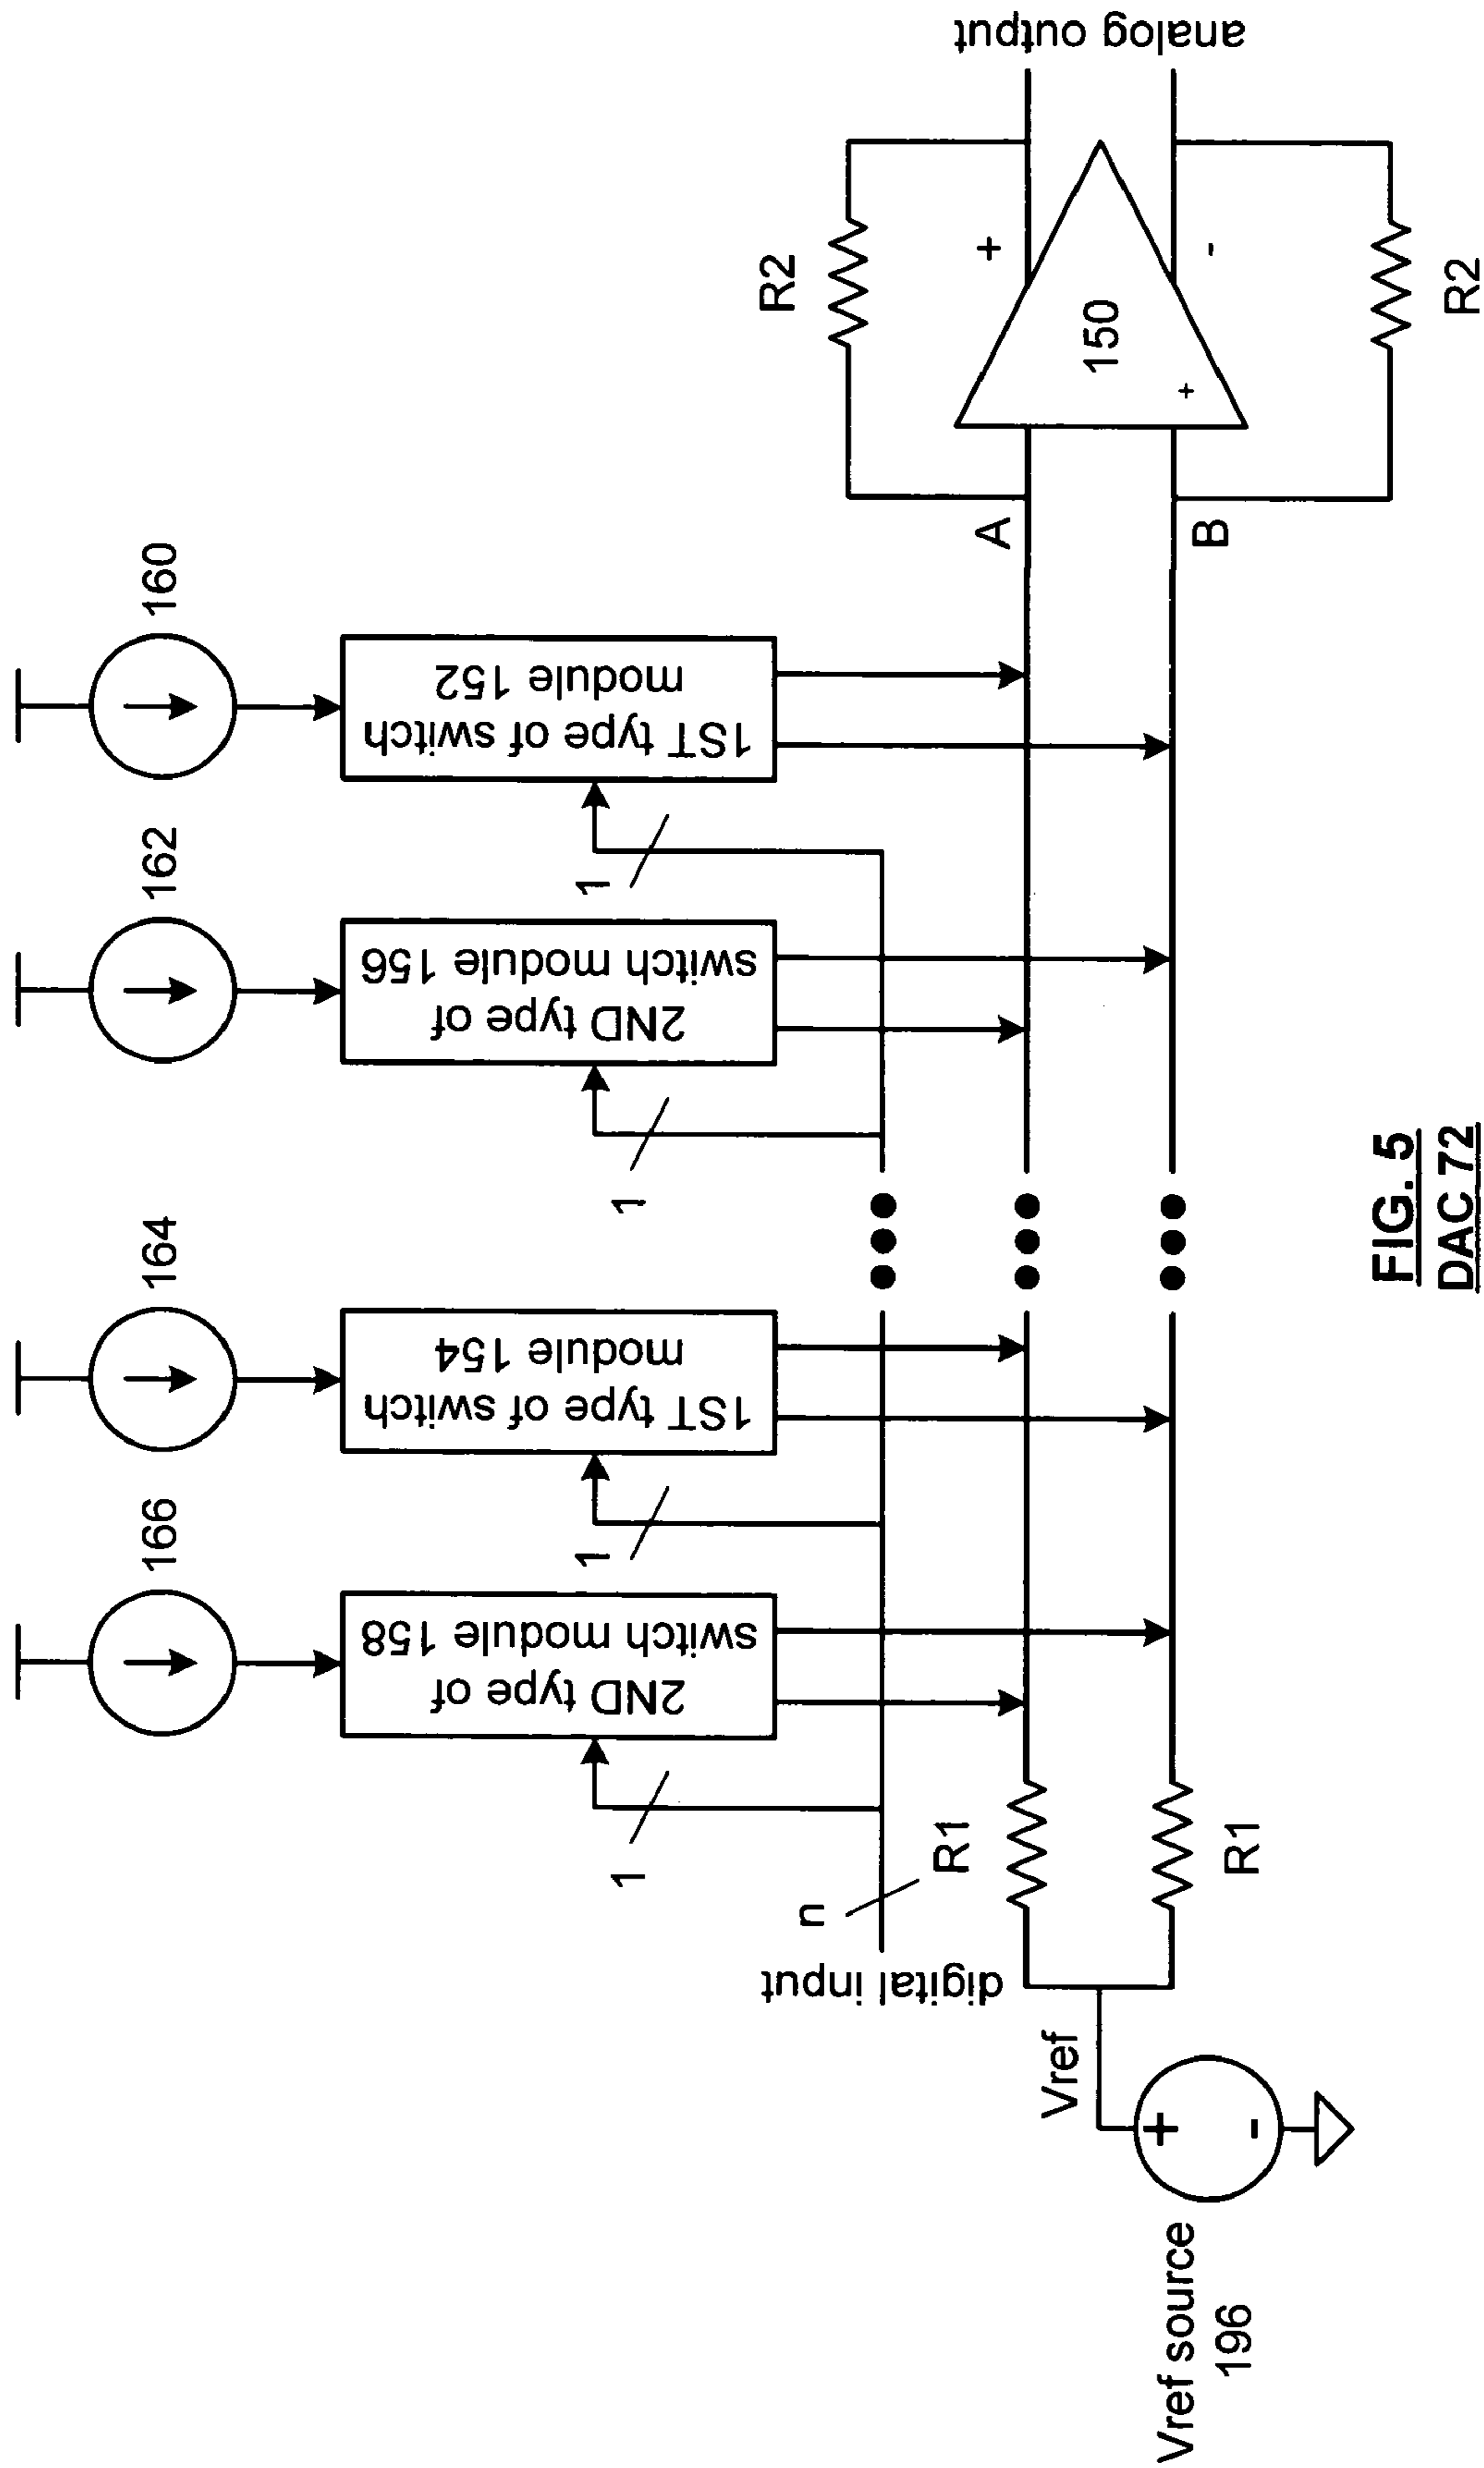 166
164
162
160
2ND type of
switch module 158
1ST type of switch
module 154
2ND type of
switch module 156
1ST type of switch
module 152
1
1
1
1
n
digital input
R1
R1
Vref
+
-
Vref source
196
A
B
R2
R2
+
-
+
150
analog output
FIG. 5
DAC 72